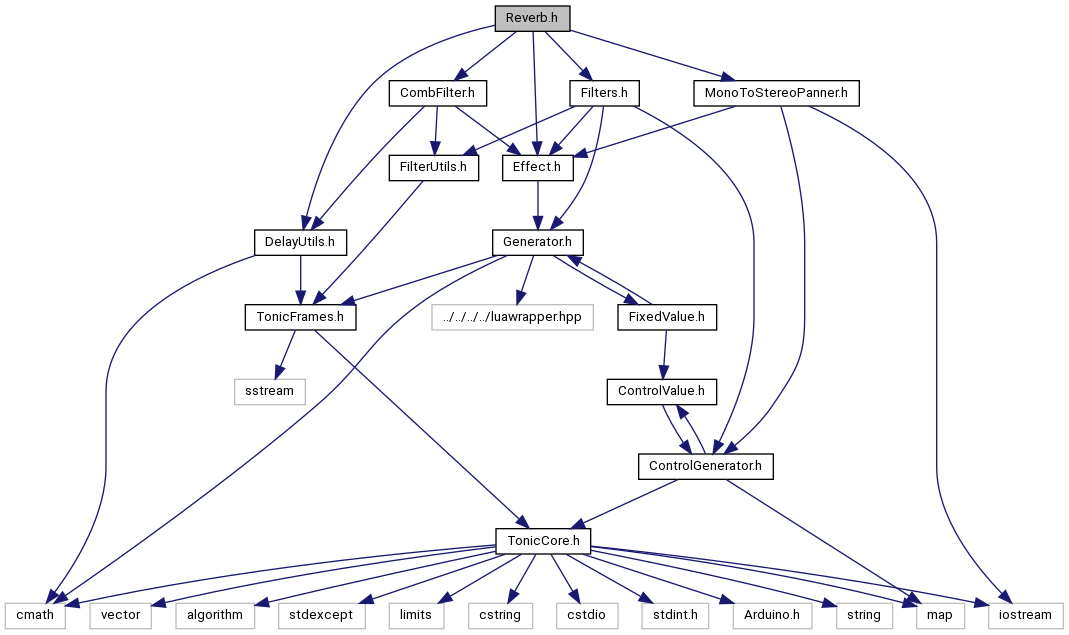 Reverb.h
CombFilter.h
Filters.h
MonoToStereoPanner.h
FilterUtils.h
Effect.h
DelayUtils.h
Generator.h
TonicFrames.h
../../../../luawrapper.hpp
FixedValue.h
sstream
ControlValue.h
ControlGenerator.h
TonicCore.h
cmath
vector
algorithm
stdexcept
limits
cstring
cstdio
stdint.h
Arduino.h
string
map
iostream